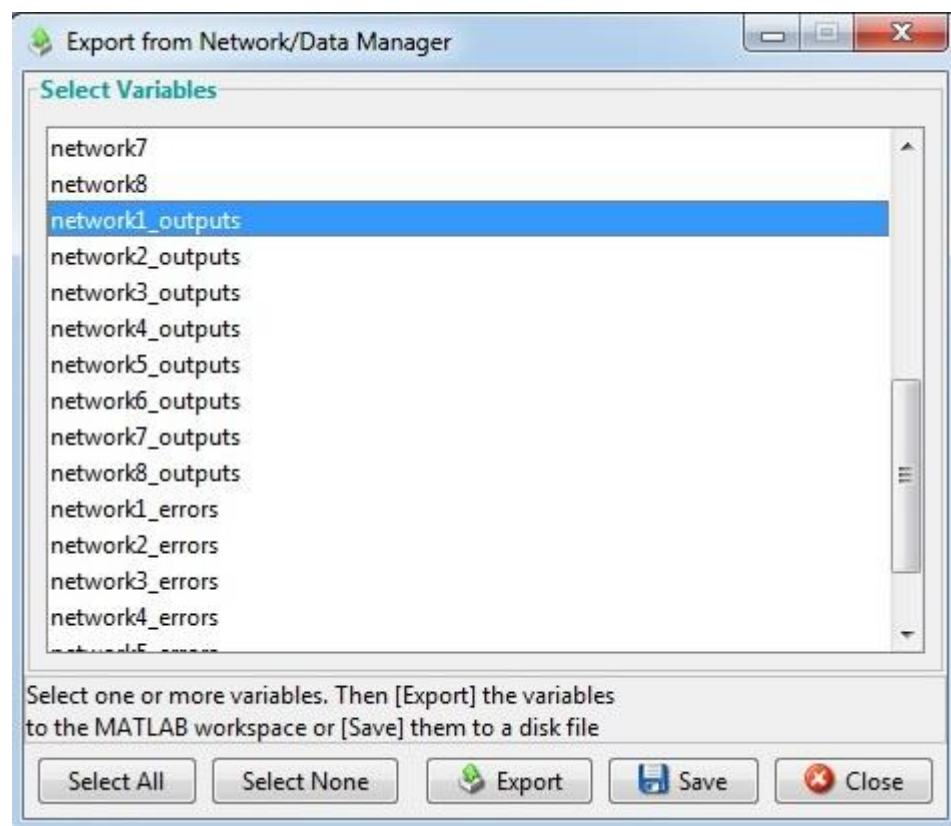 Export from Network/Data Manager
Select Variables
network7
network8
network1_outputs
network2_outputs
network3_outputs
network4_outputs
network5_outputs
network6_outputs
network7_outputs
network8_outputs
network1_errors
network2_errors
network3_errors
network4_errors
network5_errors
Select one or more variables. Then [Export] the variables
to the MATLAB workspace or [Save] them to a disk file
Select All
Select None
Export
Save
Close